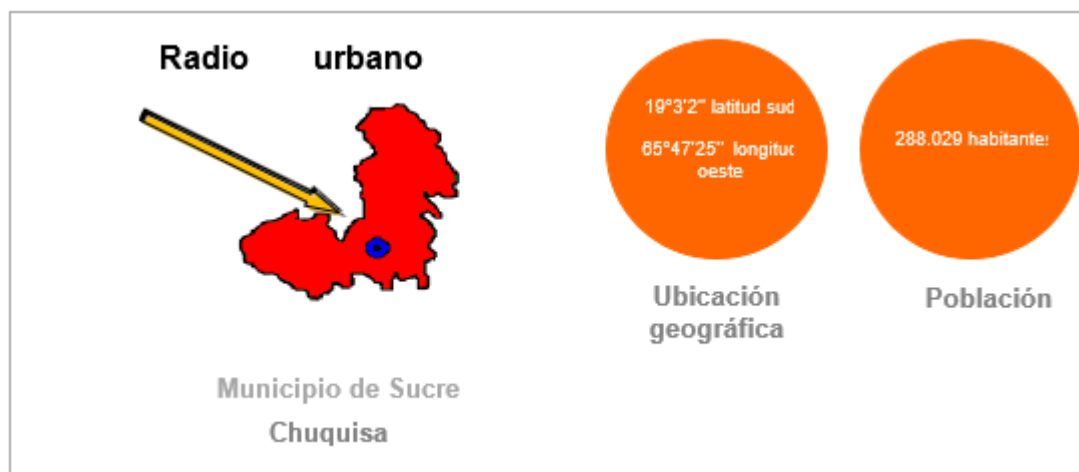 Radio urbano
19°3'2" latitud sud
65°47'25" longitud
oeste
288.029 habitantes
Ubicación
geográfica
Población
Municipio de Sucre
Chuquisa